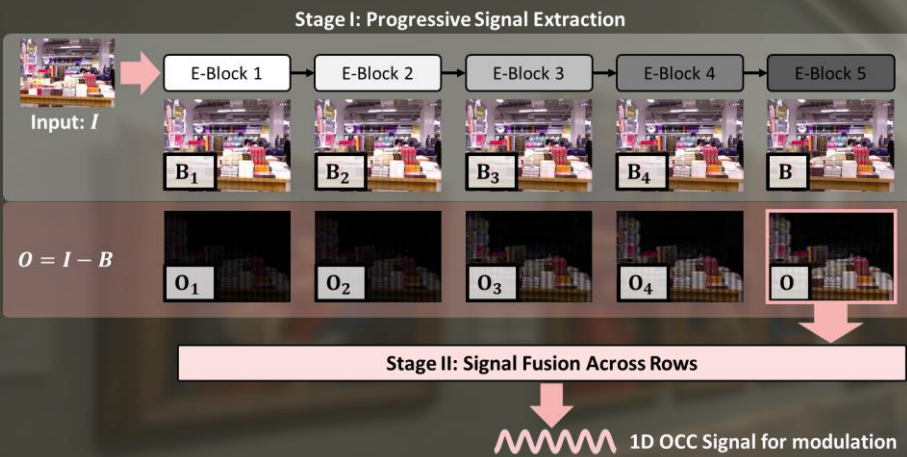 Stage I: Progressive Signal Extraction
E-Block 1
E-Block 2
E-Block 3
E-Block 4
E-Block 5
Input: I
B₁
B₂
B₃
B₄
B
O = I − B
O₁
O₂
O₃
O₄
O
Stage II: Signal Fusion Across Rows
1D OCC Signal for modulation